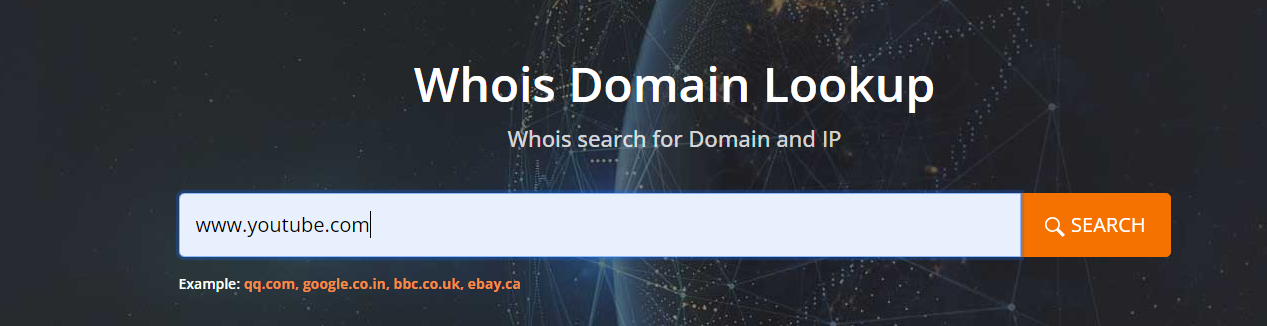 Whois Domain Lookup
Whois search for Domain and IP
www.youtube.com
SEARCH
Example: qq.com, google.co.in, bbc.co.uk, ebay.ca